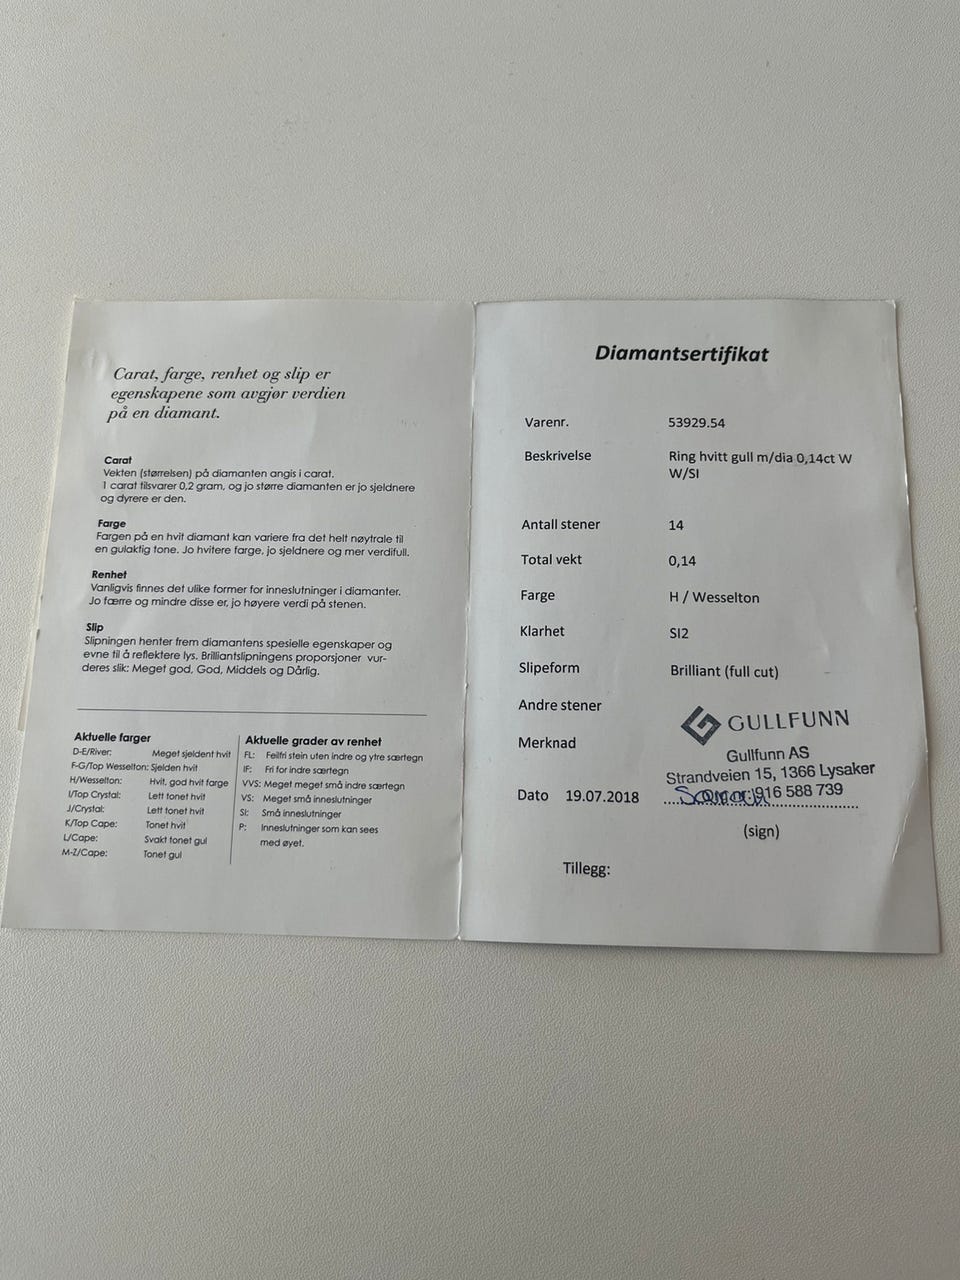 Carat, farge, renhet og slip er
egenskapene som avgjør verdien
på en diamant.
Carat
Vekten (størrelsen) på diamanten angis i carat.
1 carat tilsvarer 0,2 gram, og jo større diamanten er jo sjeldnere
og dyrere er den.
Farge
Fargen på en hvit diamant kan variere fra det helt nøytrale til
en gulaktig tone. Jo hvitere farge, jo sjeldnere og mer verdifull.
Renhet
Vanligvis finnes det ulike former for inneslutninger i diamanter.
Jo færre og mindre disse er, jo høyere verdi på stenen.
Slip
Slipningen henter frem diamantens spesielle egenskaper og
evne til å reflektere lys. Brilliantslipningens proporsjoner vur-
deres slik: Meget god, God, Middels og Dårlig.
Aktuelle farger
D-E/River: Meget sjeldent hvit
F-G/Top Wesselton: Sjelden hvit
H/Wesselton: Hvit, god hvit farge
I/Top Crystal: Lett tonet hvit
J/Crystal: Lett tonet hvit
K/Top Cape: Tonet hvit
L/Cape: Svakt tonet gul
M-Z/Cape: Tonet gul
Aktuelle grader av renhet
FL: Feilfri stein uten indre og ytre særtegn
IF: Fri for indre særtegn
VVS: Meget meget små indre særtegn
VS: Meget små inneslutninger
SI: Små inneslutninger
P: Inneslutninger som kan sees
med øyet.
Diamantsertifikat
Varenr. 53929.54
Beskrivelse Ring hvitt gull m/dia 0,14ct W
W/SI
Antall stener 14
Total vekt 0,14
Farge H / Wesselton
Klarhet SI2
Slipeform Brilliant (full cut)
Andre stener
Merknad
GULLFUNN
Gullfunn AS
Strandveien 15, 1366 Lysaker
916 588 739
Dato 19.07.2018
(sign)
Tillegg: